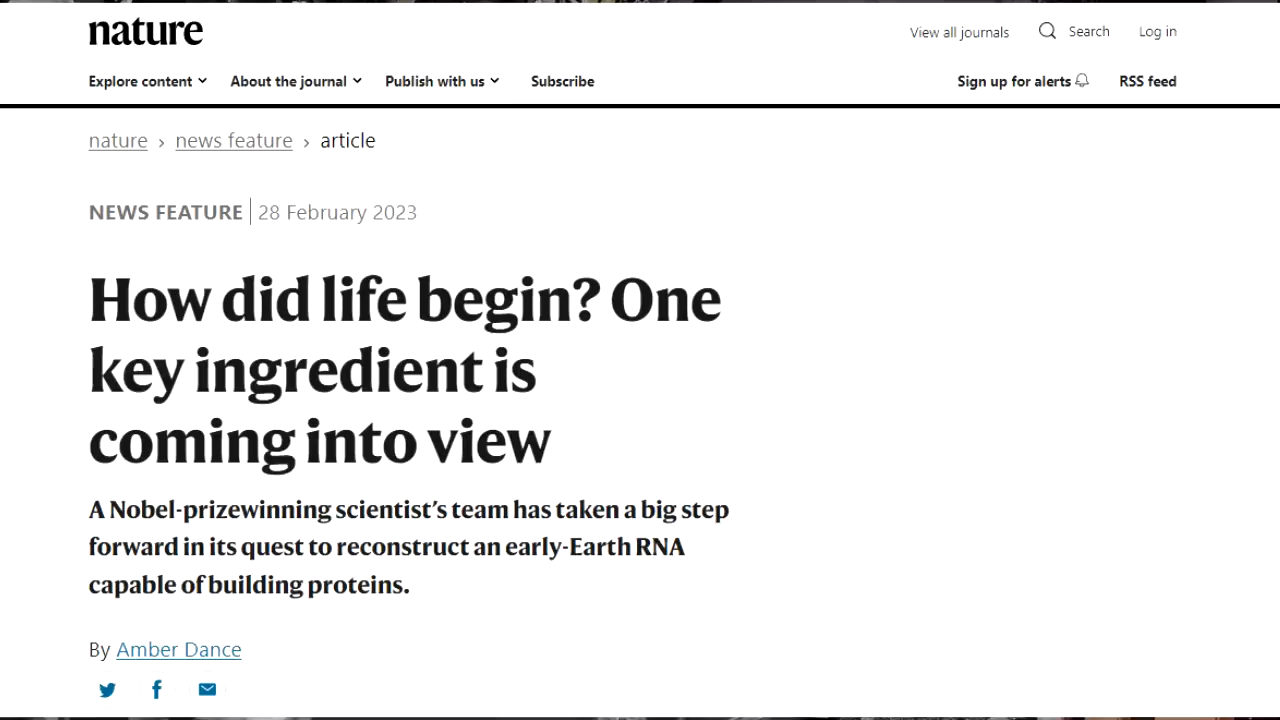 nature
View all journals
Search
Log in
Explore content
About the journal
Publish with us
Subscribe
Sign up for alerts
RSS feed
nature › news feature › article
NEWS FEATURE | 28 February 2023
How did life begin? One
key ingredient is
coming into view
A Nobel-prizewinning scientist’s team has taken a big step
forward in its quest to reconstruct an early-Earth RNA
capable of building proteins.
By Amber Dance